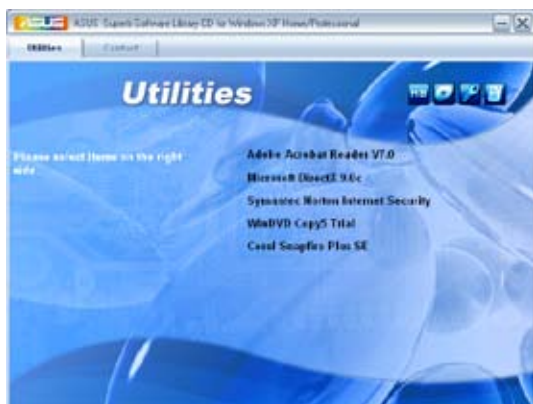 ASUS Superb Software Library CD for Windows XP Home/Professional
Utilities
Contact
Utilities
Please select items on the right
side
Adobe Acrobat Reader V7.0
Microsoft DirectX 9.0c
Symantec Norton Internet Security
WinDVD Copy5 Trial
Corel Snapfire Plus SE